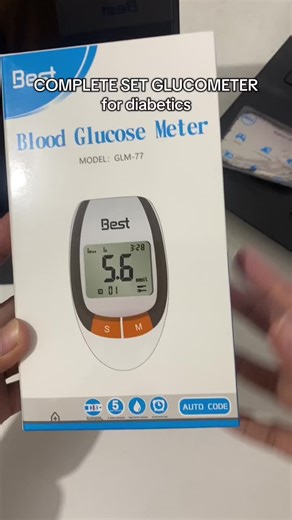 Best
COMPLETE SET GLUCOMETER
for diabetics
Blood Glucose Meter
MODEL: GLM-77
Best
3:28
5.6
mmol/L
01
S M
5
AUTO CODE